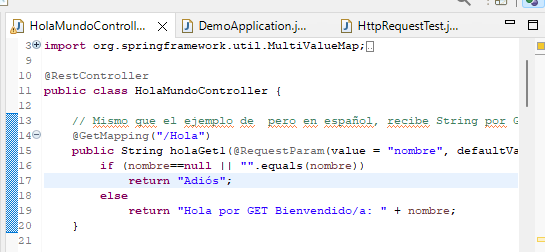 HolaMundoControll...
DemoApplication.j...
HttpRequestTest.j...
3 import org.springframework.util.MultiValueMap;
9
10 @RestController
11 public class HolaMundoController {
12
13 // Mismo que el ejemplo de  pero en español, recibe String por G
14 @GetMapping("/Hola")
15 public String holaGet1(@RequestParam(value = "nombre", defaultVa
16 if (nombre==null || "".equals(nombre))
17 return "Adiós";
18 else
19 return "Hola por GET Bienvendido/a: " + nombre;
20 }
21